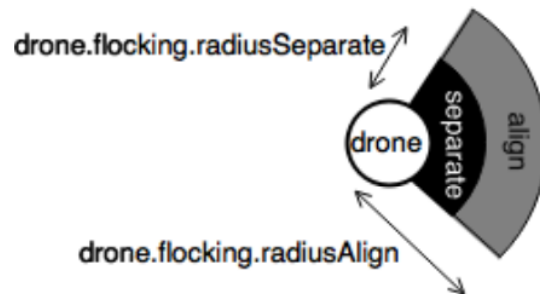 drone.flocking.radiusSeparate
drone
separate
align
drone.flocking.radiusAlign